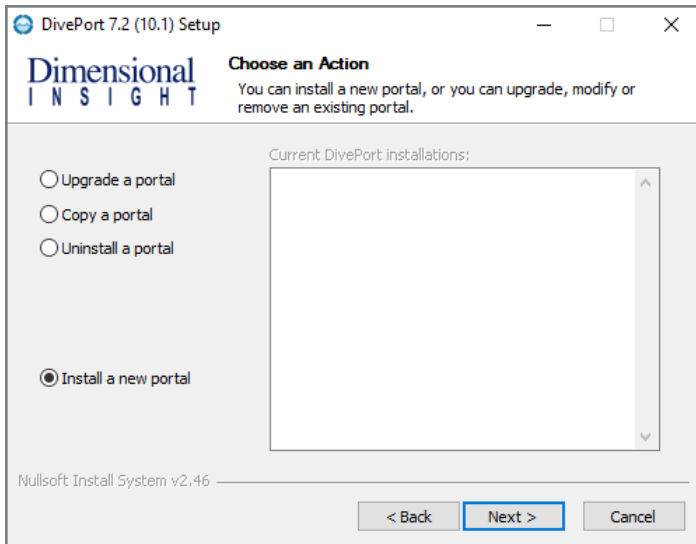 DivePort 7.2 (10.1) Setup
Dimensional
INSIGHT
Choose an Action
You can install a new portal, or you can upgrade, modify or
remove an existing portal.
Current DivePort installations:
Upgrade a portal
Copy a portal
Uninstall a portal
Install a new portal
Nullsoft Install System v2.46
< Back
Next >
Cancel